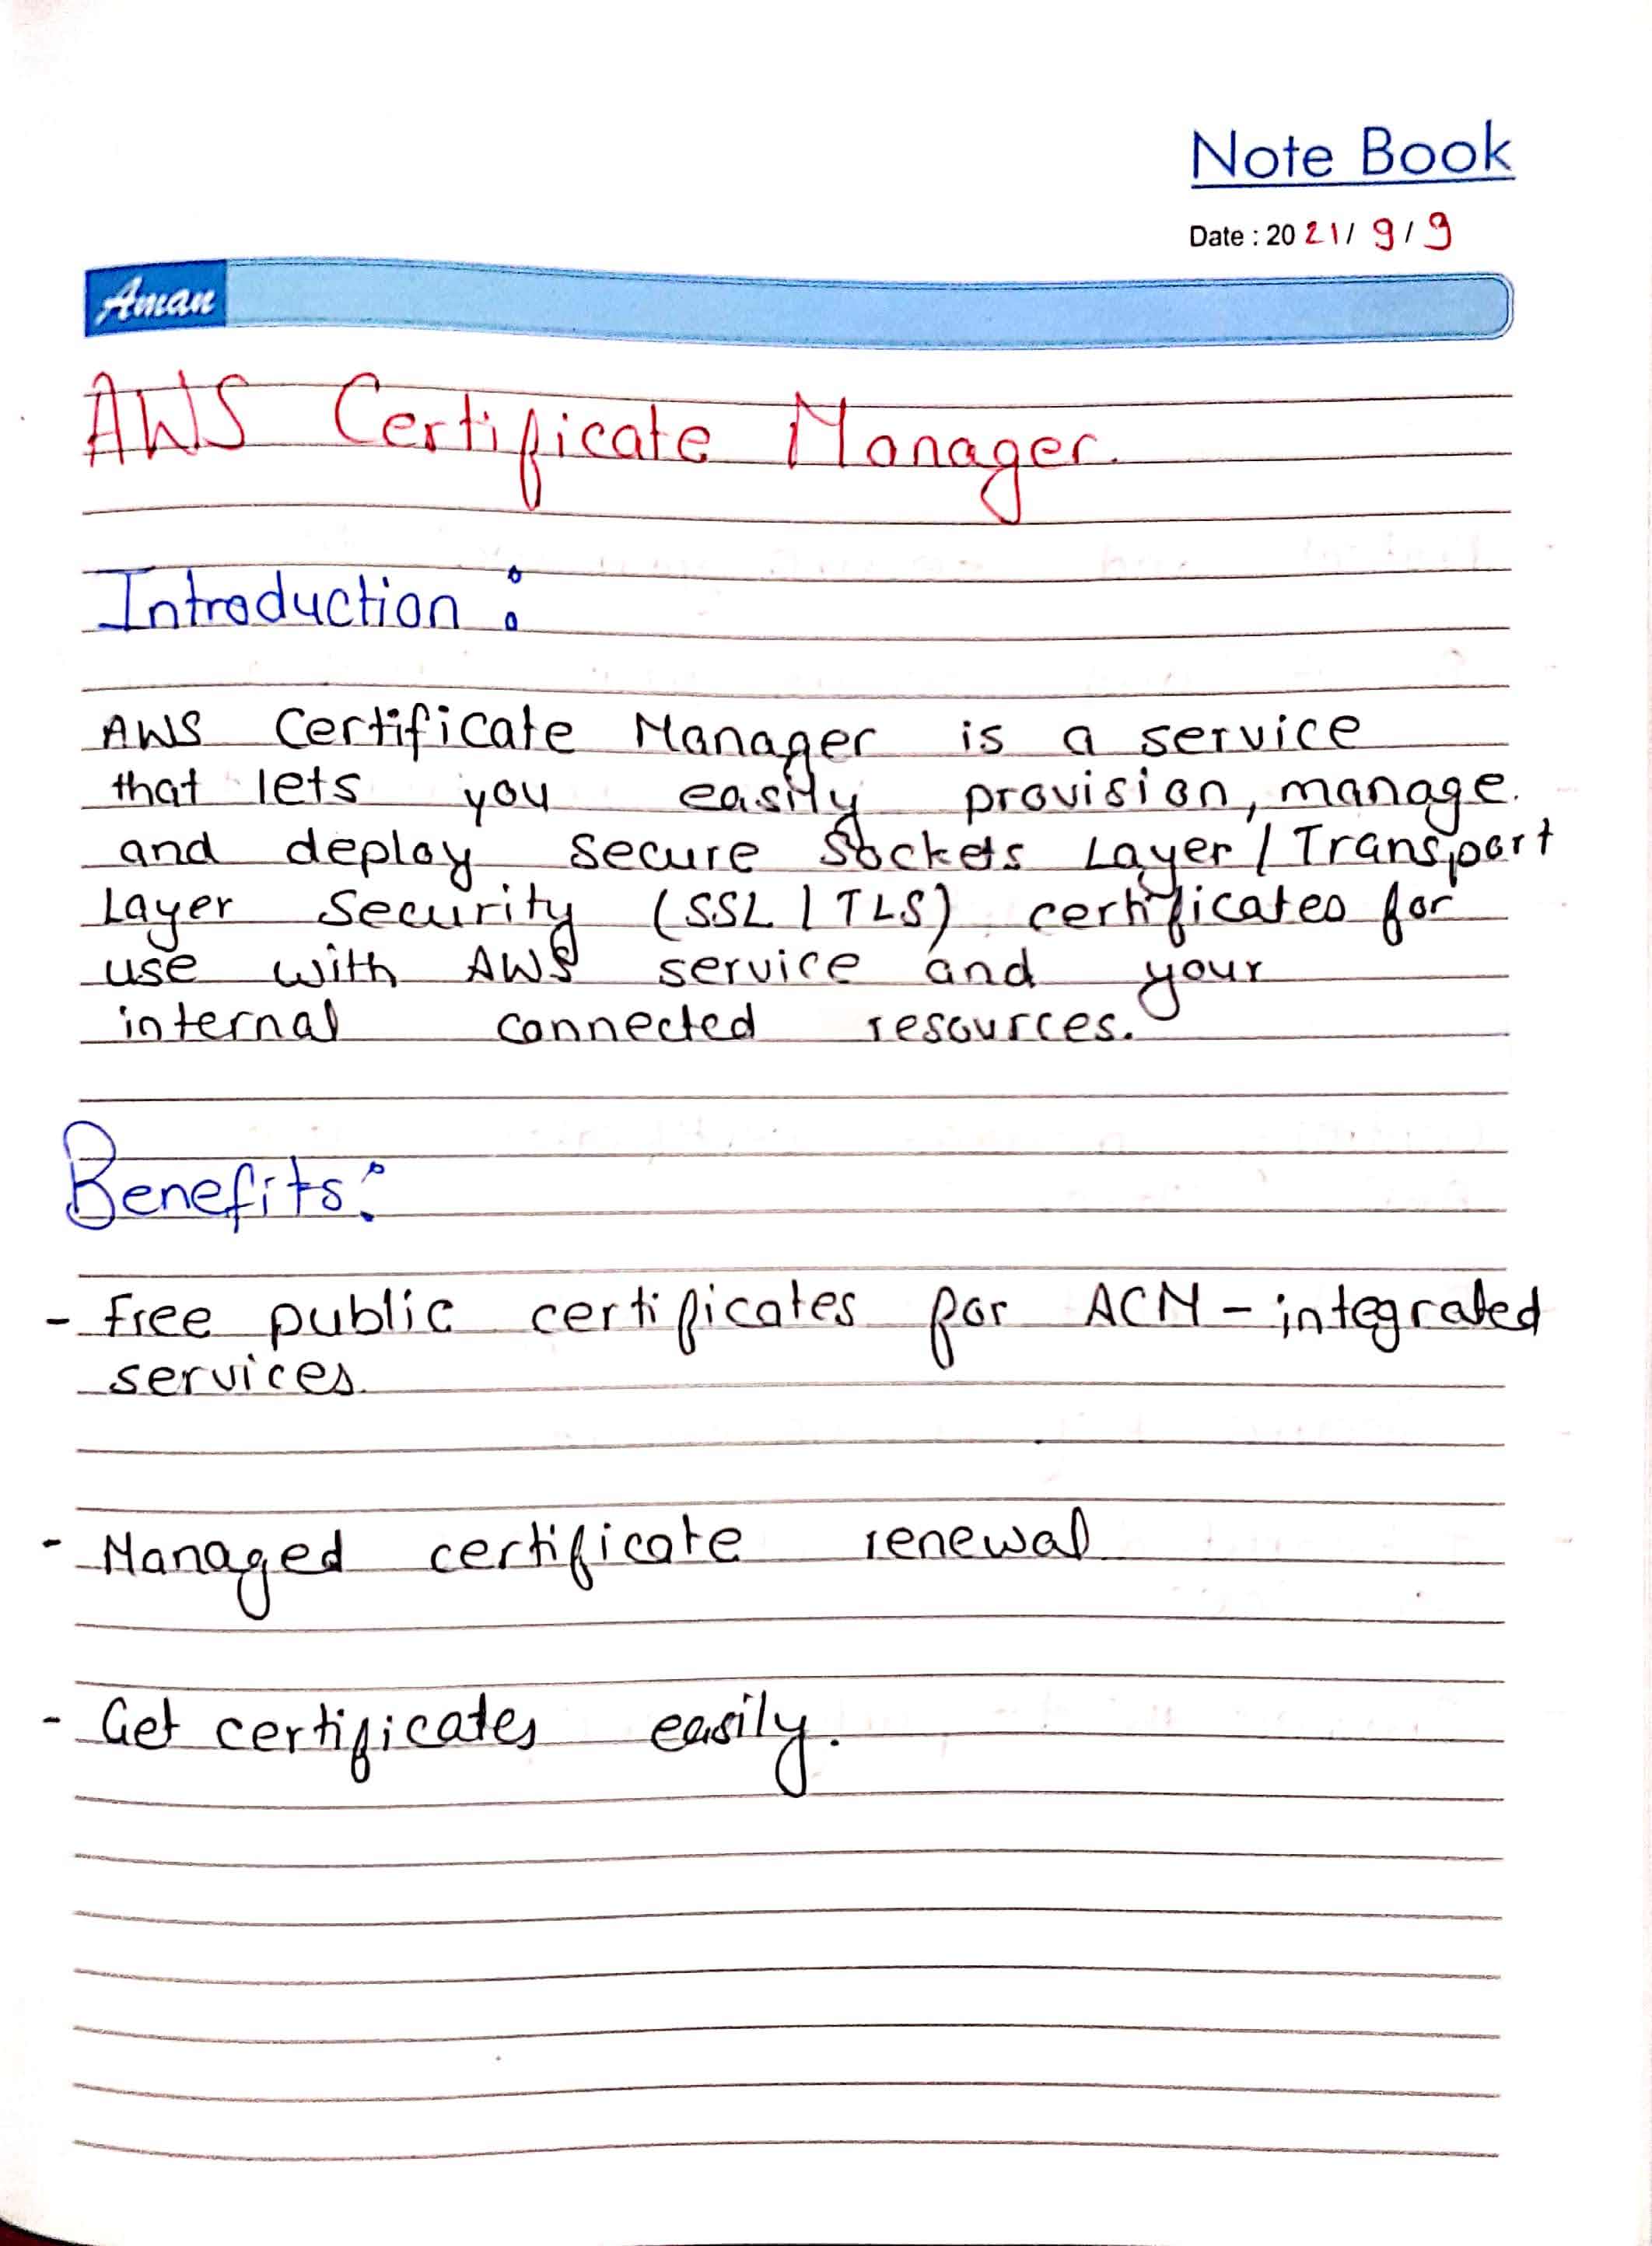 Note Book
Date : 2021/ 9/9
Aman
AWS Certificate Manager.
Introduction :
AWS Certificate Manager is a service
that lets you easily provision, manage.
and deploy Secure Sockets Layer / Transport
Layer Security (SSL / TLS) certificates for
use with AWS service and your
internal connected resources.
Benefits:
- Free public certificates for ACM - integrated
services.
- Managed certificate renewal
- Get certificates easily.